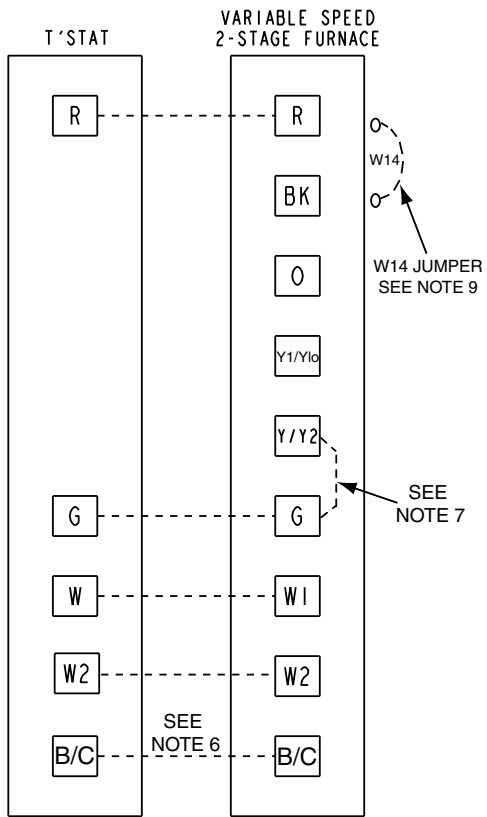 T'STAT
VARIABLE SPEED
2-STAGE FURNACE
R
R
W14
BK
W14 JUMPER
SEE NOTE 9
O
Y1/Ylo
Y/Y2
SEE
NOTE 7
G
G
W
W1
W2
W2
SEE
NOTE 6
B/C
B/C